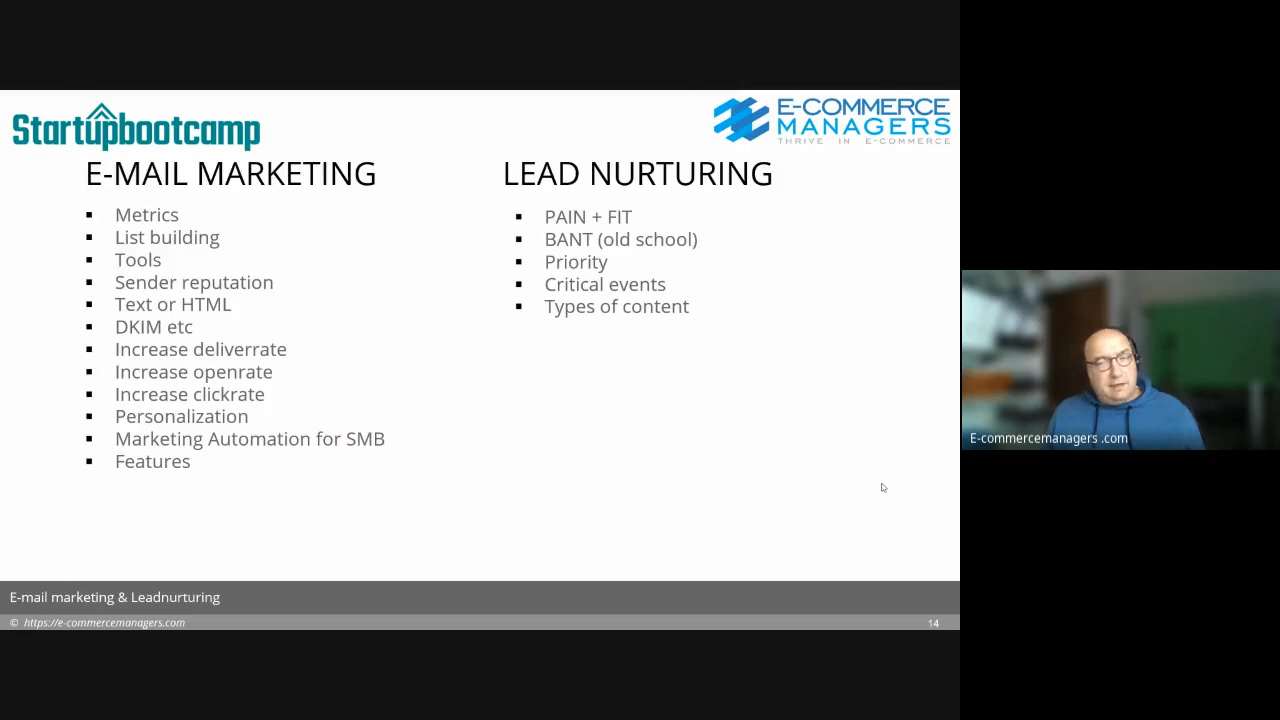 Startupbootcamp
E-COMMERCE
MANAGERS
THRIVE IN E-COMMERCE
E-MAIL MARKETING
Metrics
List building
Tools
Sender reputation
Text or HTML
DKIM etc
Increase deliverrate
Increase openrate
Increase clickrate
Personalization
Marketing Automation for SMB
Features
LEAD NURTURING
PAIN + FIT
BANT (old school)
Priority
Critical events
Types of content
E-commercemanagers .com
E-mail marketing & Leadnurturing
© https://e-commercemanagers.com
14